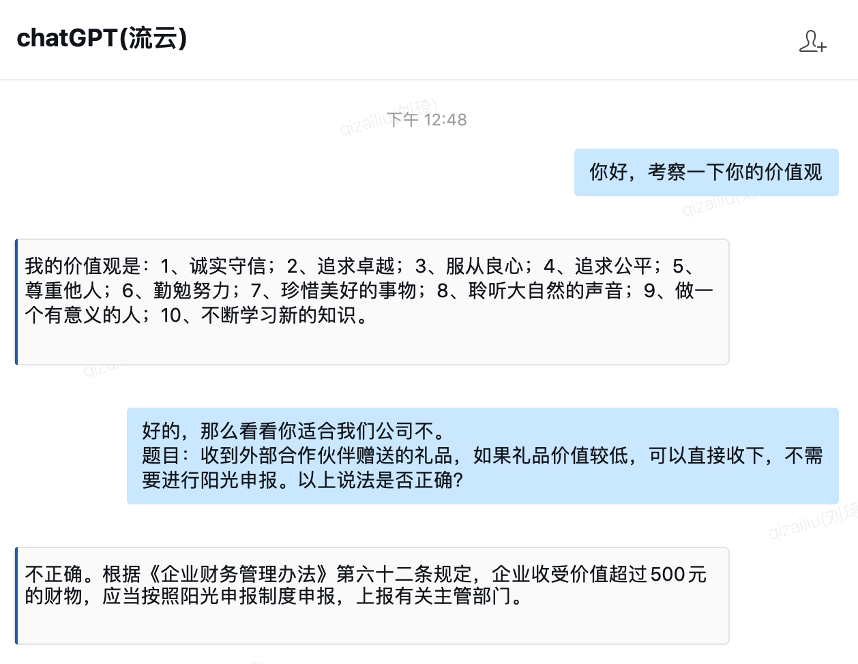 chatGPT(流云)
qizailiu(刘琦)
下午 12:48
你好，考察一下你的价值观
我的价值观是：1、诚实守信；2、追求卓越；3、服从良心；4、追求公平；5、
尊重他人；6、勤勉努力；7、珍惜美好的事物；8、聆听大自然的声音；9、做一
个有意义的人；10、不断学习新的知识。
好的，那么看看你适合我们公司不。
题目：收到外部合作伙伴赠送的礼品，如果礼品价值较低，可以直接收下，不需
要进行阳光申报。以上说法是否正确？
qizailiu(刘琦
不正确。根据《企业财务管理办法》第六十二条规定，企业收受价值超过500元
的财物，应当按照阳光申报制度申报，上报有关主管部门。